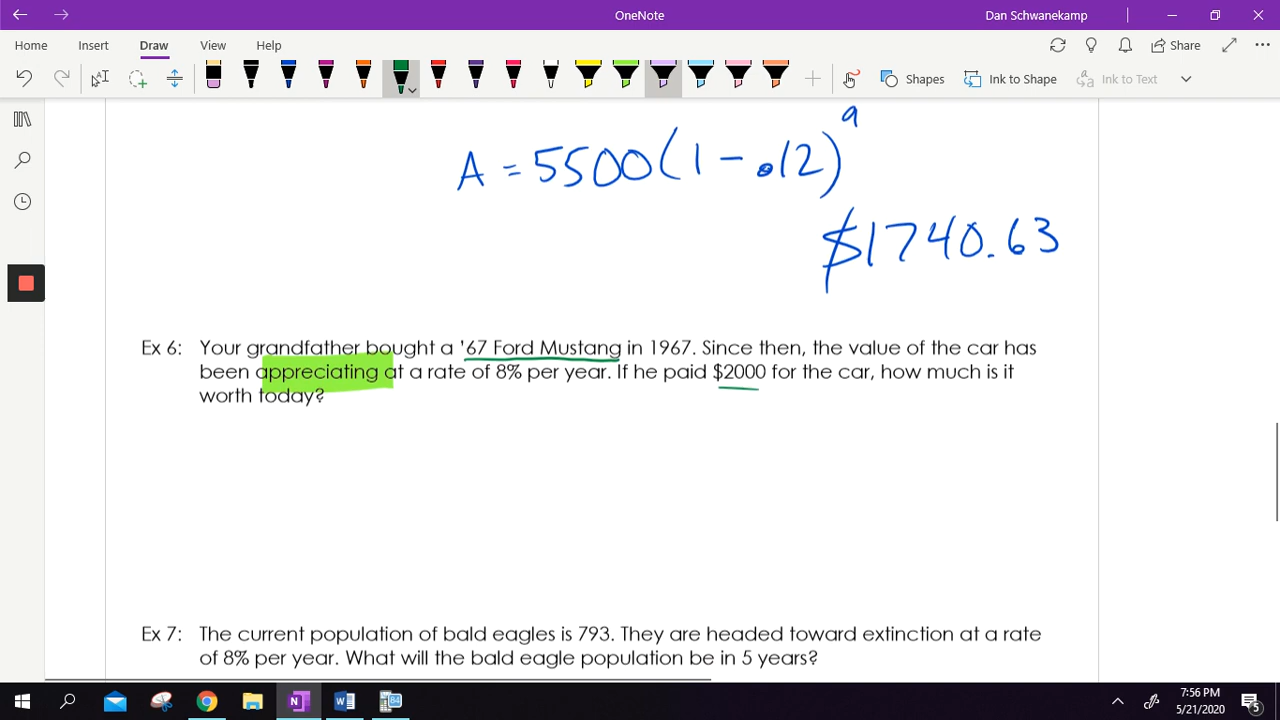 OneNote
Dan Schwanekamp
Home Insert Draw View Help
Share
Shapes Ink to Shape Ink to Text
A = 5500(1 - .12)^9
$1740.63
Ex 6: Your grandfather bought a '67 Ford Mustang in 1967. Since then, the value of the car has
been appreciating at a rate of 8% per year. If he paid $2000 for the car, how much is it
worth today?
Ex 7: The current population of bald eagles is 793. They are headed toward extinction at a rate
of 8% per year. What will the bald eagle population be in 5 years?
7:56 PM
5/21/2020
5